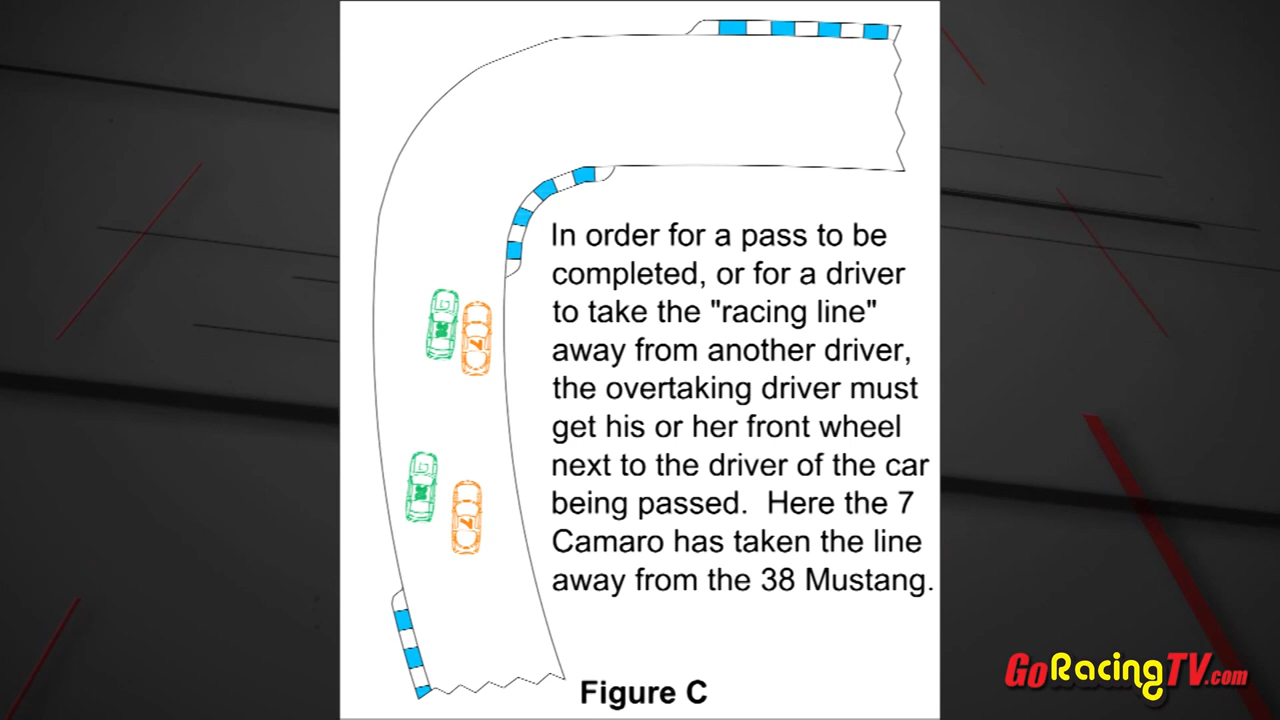 In order for a pass to be
completed, or for a driver
to take the "racing line"
away from another driver,
the overtaking driver must
get his or her front wheel
next to the driver of the car
being passed.  Here the 7
Camaro has taken the line
away from the 38 Mustang.
G
7
G
7
Figure C
GoRacingTV.com